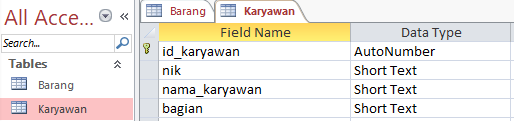 All Acce...
Barang
Karyawan
Search...
Field Name
Data Type
Tables
id_karyawan
AutoNumber
Barang
nik
Short Text
Karyawan
nama_karyawan
Short Text
bagian
Short Text